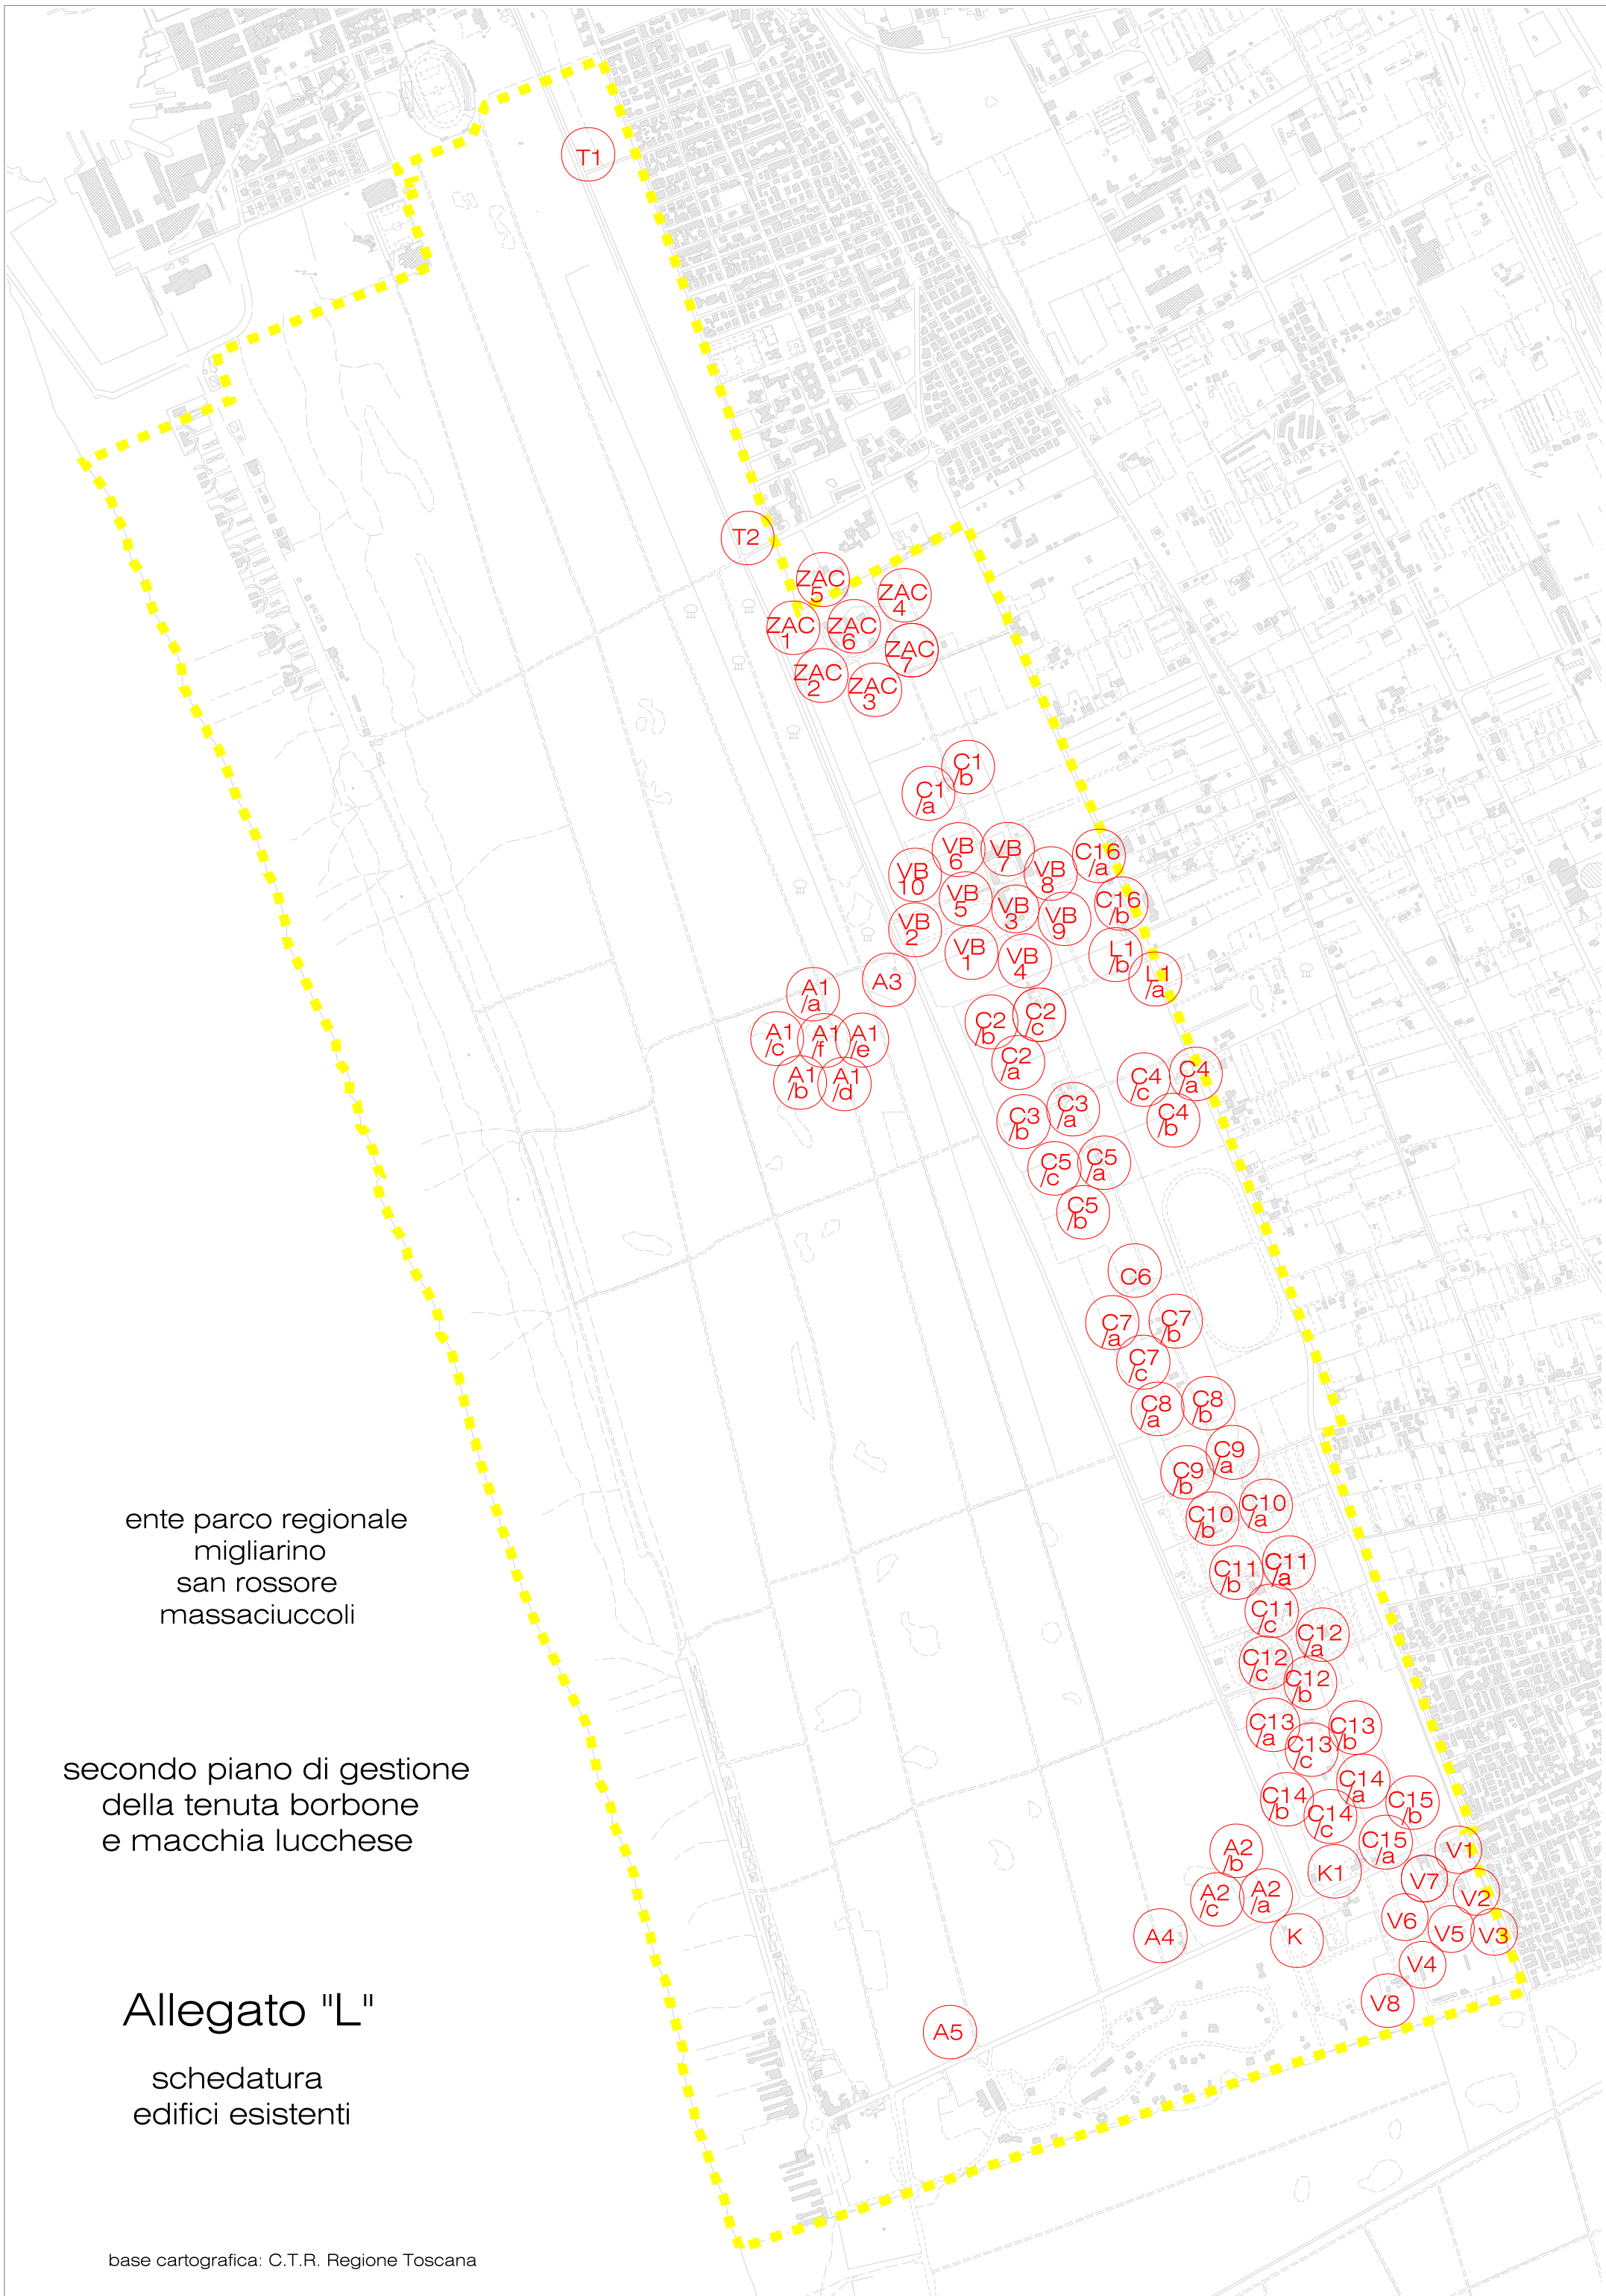 T1
T2
ZAC
5
ZAC
4
ZAC
1
ZAC
6
ZAC
7
ZAC
2
ZAC
3
C1
/b
C1
/a
VB
6
VB
7
C16
/a
VB
10
VB
8
VB
5
VB
3
C16
/b
VB
9
VB
2
VB
1
VB
4
L1
/b
L1
/a
A3
A1
/a
C2
/b
C2
/c
A1
/c
A1
/f
A1
/e
C2
/a
A1
/b
A1
/d
C4
/c
C4
/a
C3
/b
C3
/a
C4
/b
C5
/c
C5
/a
C5
/b
C6
C7
/a
C7
/b
C7
/c
C8
/a
C8
/b
C9
/a
C9
/b
C10
/a
C10
/b
C11
/b
C11
/a
C11
/c
C12
/a
C12
/c
C12
/b
C13
/a
C13
/b
C13
/c
C14
/a
C14
/b
C14
/c
C15
/b
C15
/a
A2
/b
V1
K1
V7
A2
/c
A2
/a
V2
V6
A4
K
V5
V3
V4
V8
A5
ente parco regionale
migliarino
san rossore
massaciuccoli
secondo piano di gestione
della tenuta borbone
e macchia lucchese
Allegato "L"
schedatura
edifici esistenti
base cartografica: C.T.R. Regione Toscana